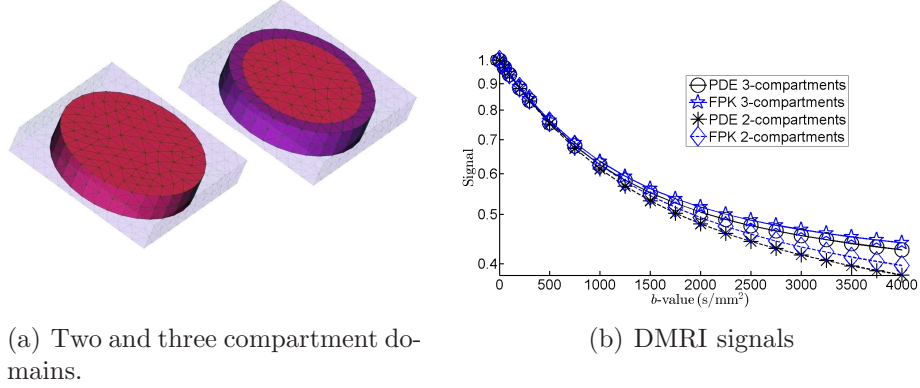 1.
0.9
0.8
0.7
0.6
0.5
0.4
Signal
PDE 3-compartments
FPK 3-compartments
PDE 2-compartments
FPK 2-compartments
0 500 1000 1500 2000 2500 3000 3500 4000
b-value (s/mm²)
(a) Two and three compartment do-
mains.
(b) DMRI signals